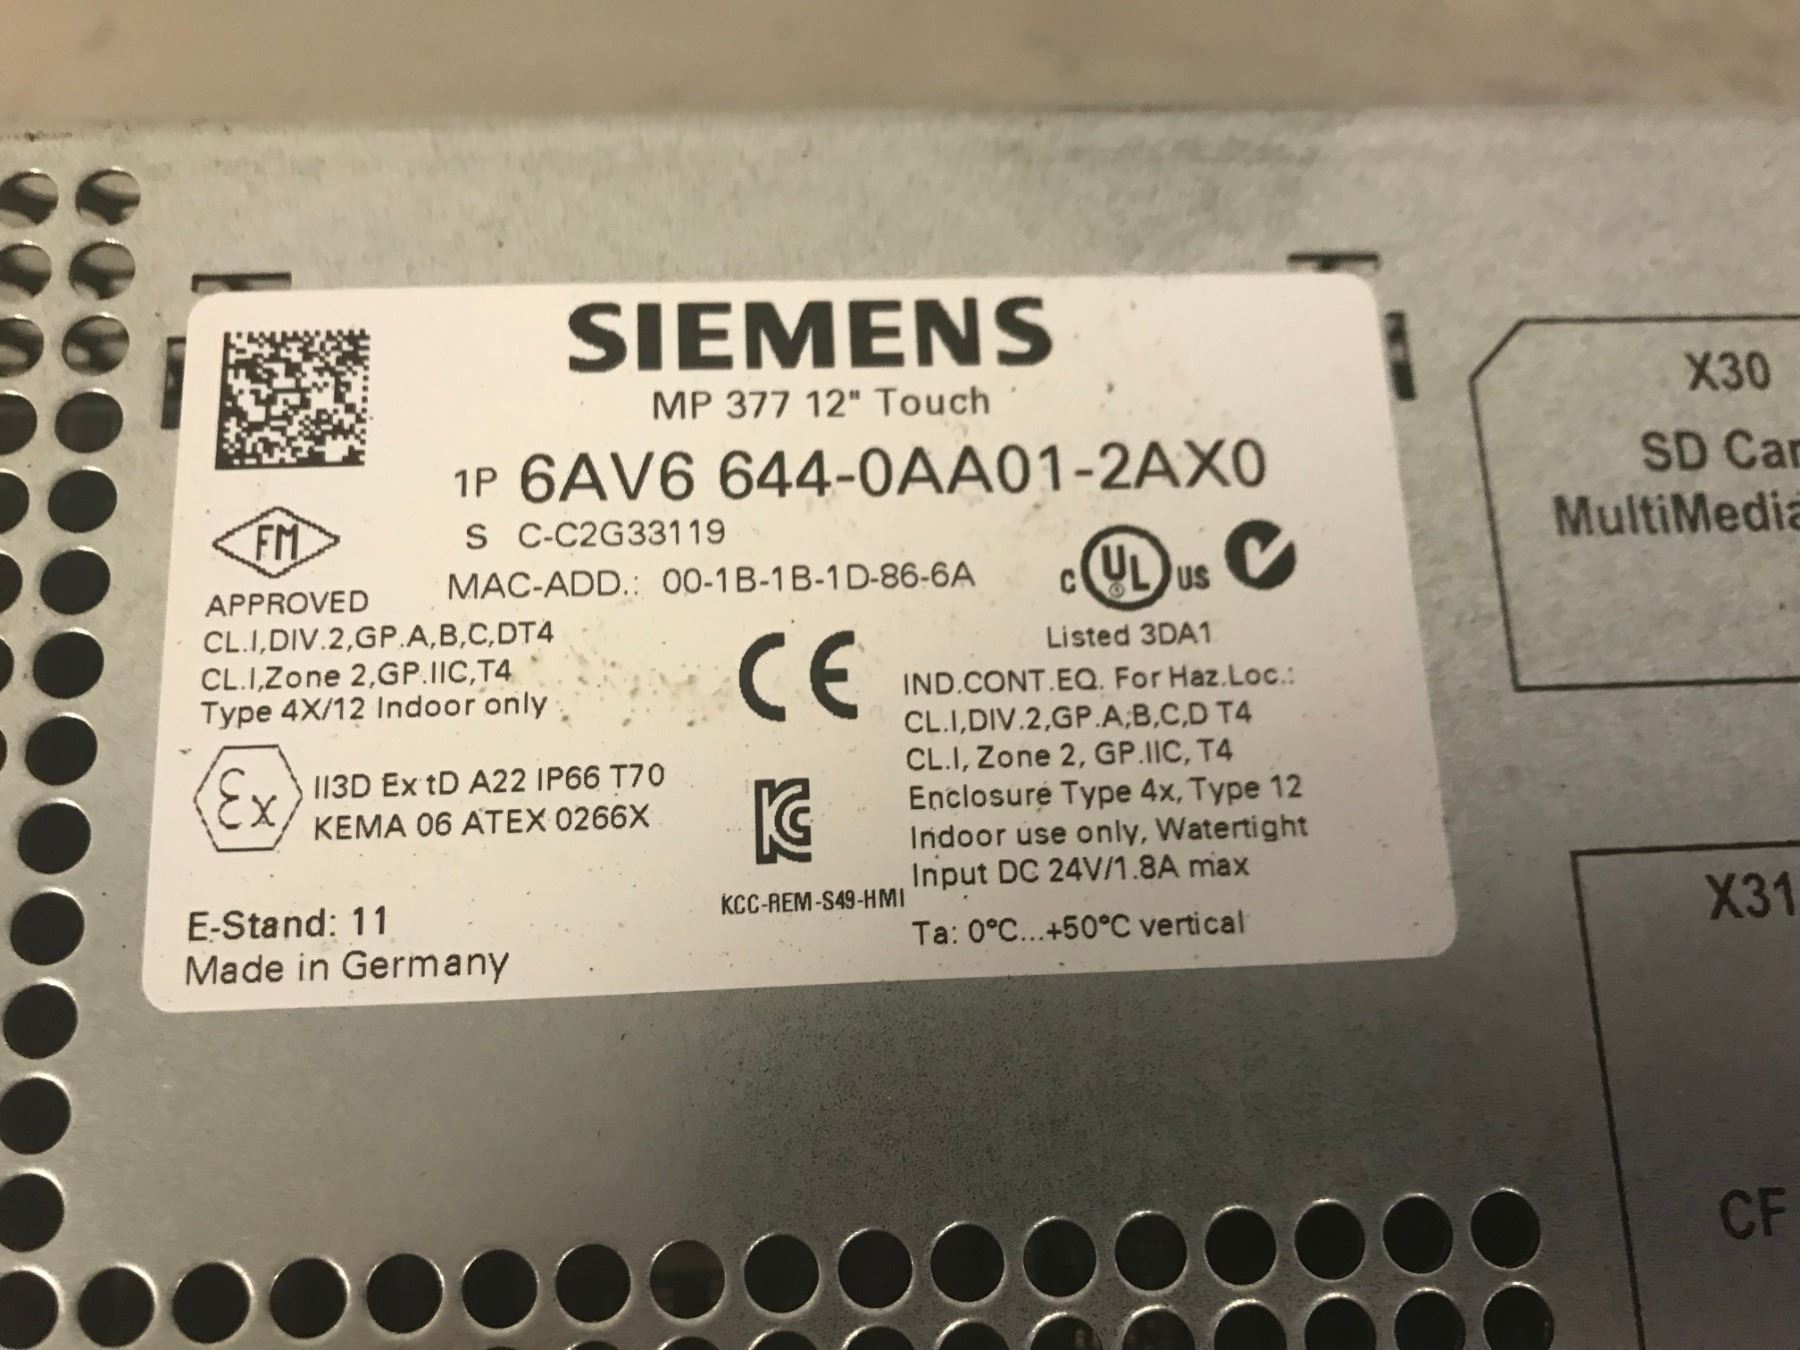 SIEMENS
MP 377 12" Touch
1P 6AV6 644-0AA01-2AX0
S C-C2G33119
MAC-ADD.: 00-1B-1B-1D-86-6A
FM
APPROVED
CL.I,DIV.2,GP.A,B,C,DT4
CL.I,Zone 2,GP.IIC,T4
Type 4X/12 Indoor only
Ex
II3D Ex tD A22 IP66 T70
KEMA 06 ATEX 0266X
E-Stand: 11
Made in Germany
CE
KC
KCC-REM-S49-HMI
C UL US
Listed 3DA1
IND.CONT.EQ. For Haz.Loc.:
CL.I,DIV.2,GP.A,B,C,D T4
CL.I, Zone 2, GP.IIC, T4
Enclosure Type 4x, Type 12
Indoor use only, Watertight
Input DC 24V/1.8A max
Ta: 0°C...+50°C vertical
X30
SD
MultiMedia
X31
CF